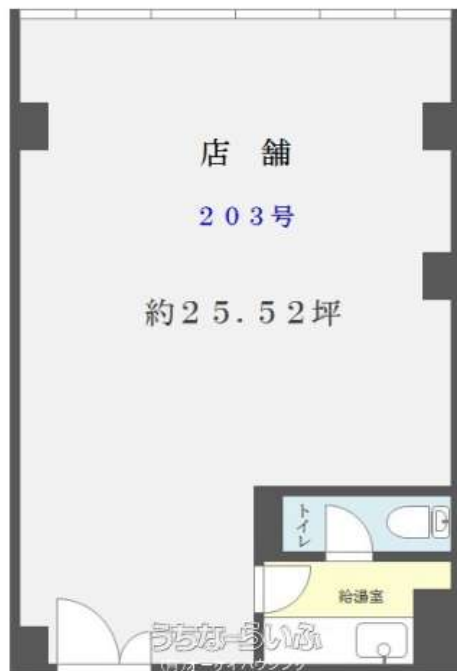 店 舗
２０３号
約２５.５２坪
トイレ
給湯室
うちなーらいふ